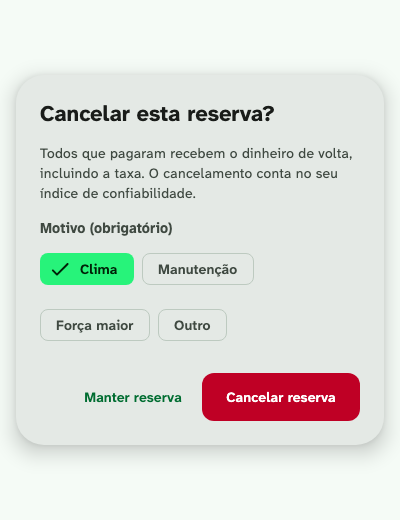 Cancelar esta reserva?
Todos que pagaram recebem o dinheiro de volta,
incluindo a taxa. O cancelamento conta no seu
índice de confiabilidade.
Motivo (obrigatório)
Clima
Manutenção
Força maior
Outro
Manter reserva
Cancelar reserva